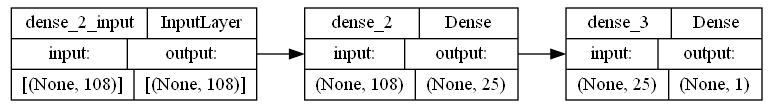 dense_2_input InputLayer
input: output:
[(None, 108)] [(None, 108)]
dense_2 Dense
input: output:
(None, 108) (None, 25)
dense_3 Dense
input: output:
(None, 25) (None, 1)